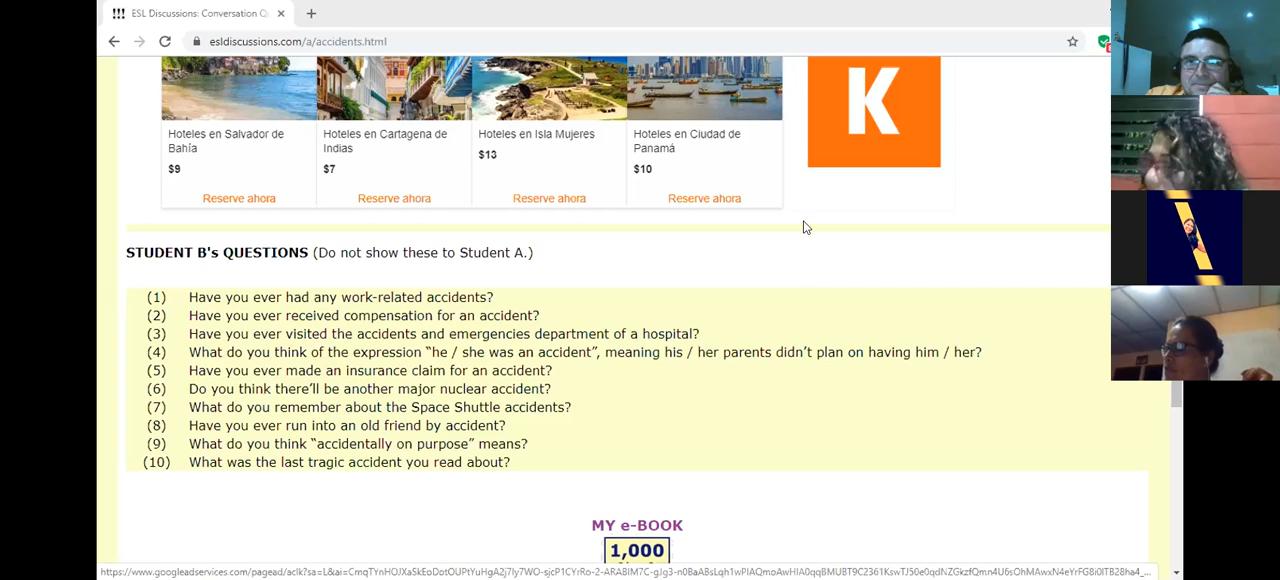 ESL Discussions: Conversation Q
esldiscussions.com/a/accidents.html
K
Hoteles en Salvador de Bahía
$9
Reserve ahora
Hoteles en Cartagena de Indias
$7
Reserve ahora
Hoteles en Isla Mujeres
$13
Reserve ahora
Hoteles en Ciudad de Panamá
$10
Reserve ahora
STUDENT B's QUESTIONS (Do not show these to Student A.)
(1) Have you ever had any work-related accidents?
(2) Have you ever received compensation for an accident?
(3) Have you ever visited the accidents and emergencies department of a hospital?
(4) What do you think of the expression “he / she was an accident”, meaning his / her parents didn’t plan on having him / her?
(5) Have you ever made an insurance claim for an accident?
(6) Do you think there’ll be another major nuclear accident?
(7) What do you remember about the Space Shuttle accidents?
(8) Have you ever run into an old friend by accident?
(9) What do you think “accidentally on purpose” means?
(10) What was the last tragic accident you read about?
MY e-BOOK
1,000